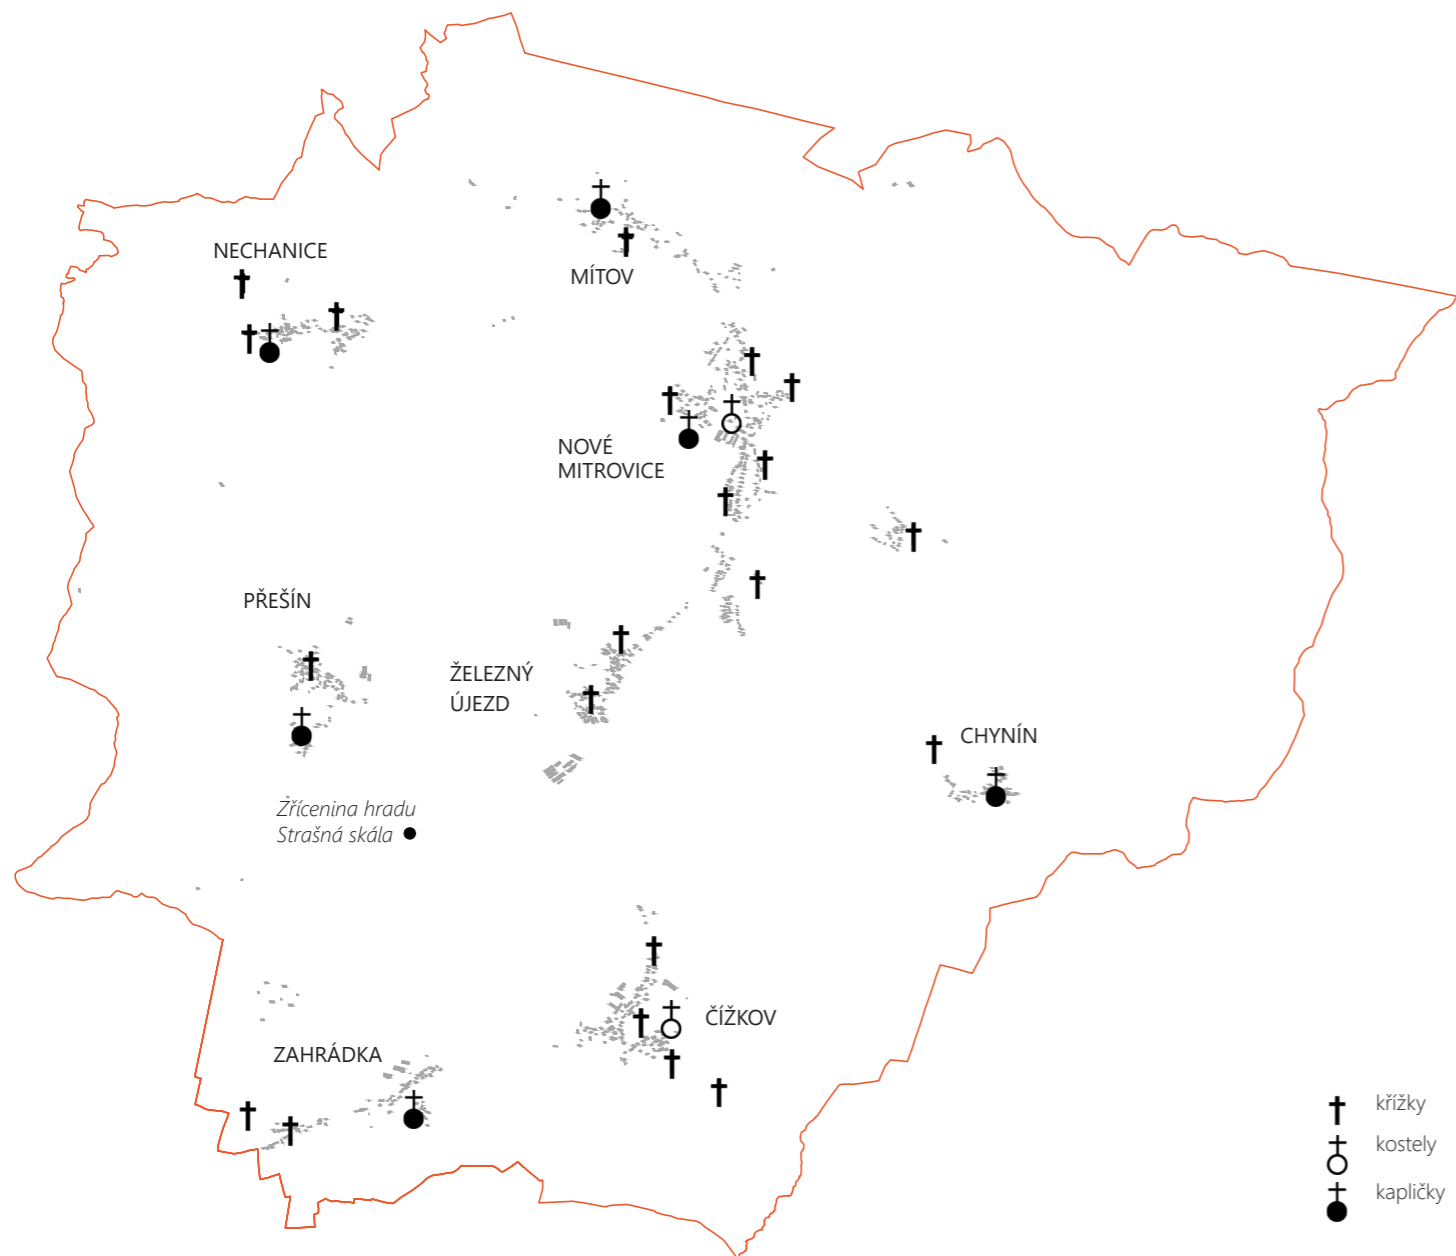 NECHANICE
MÍTOV
NOVÉ
MITROVICE
PŘEŠÍN
ŽELEZNÝ
ÚJEZD
CHYNÍN
Zřícenina hradu
Strašná skála
ČÍŽKOV
ZAHRÁDKA
křížky
kostely
kapličky